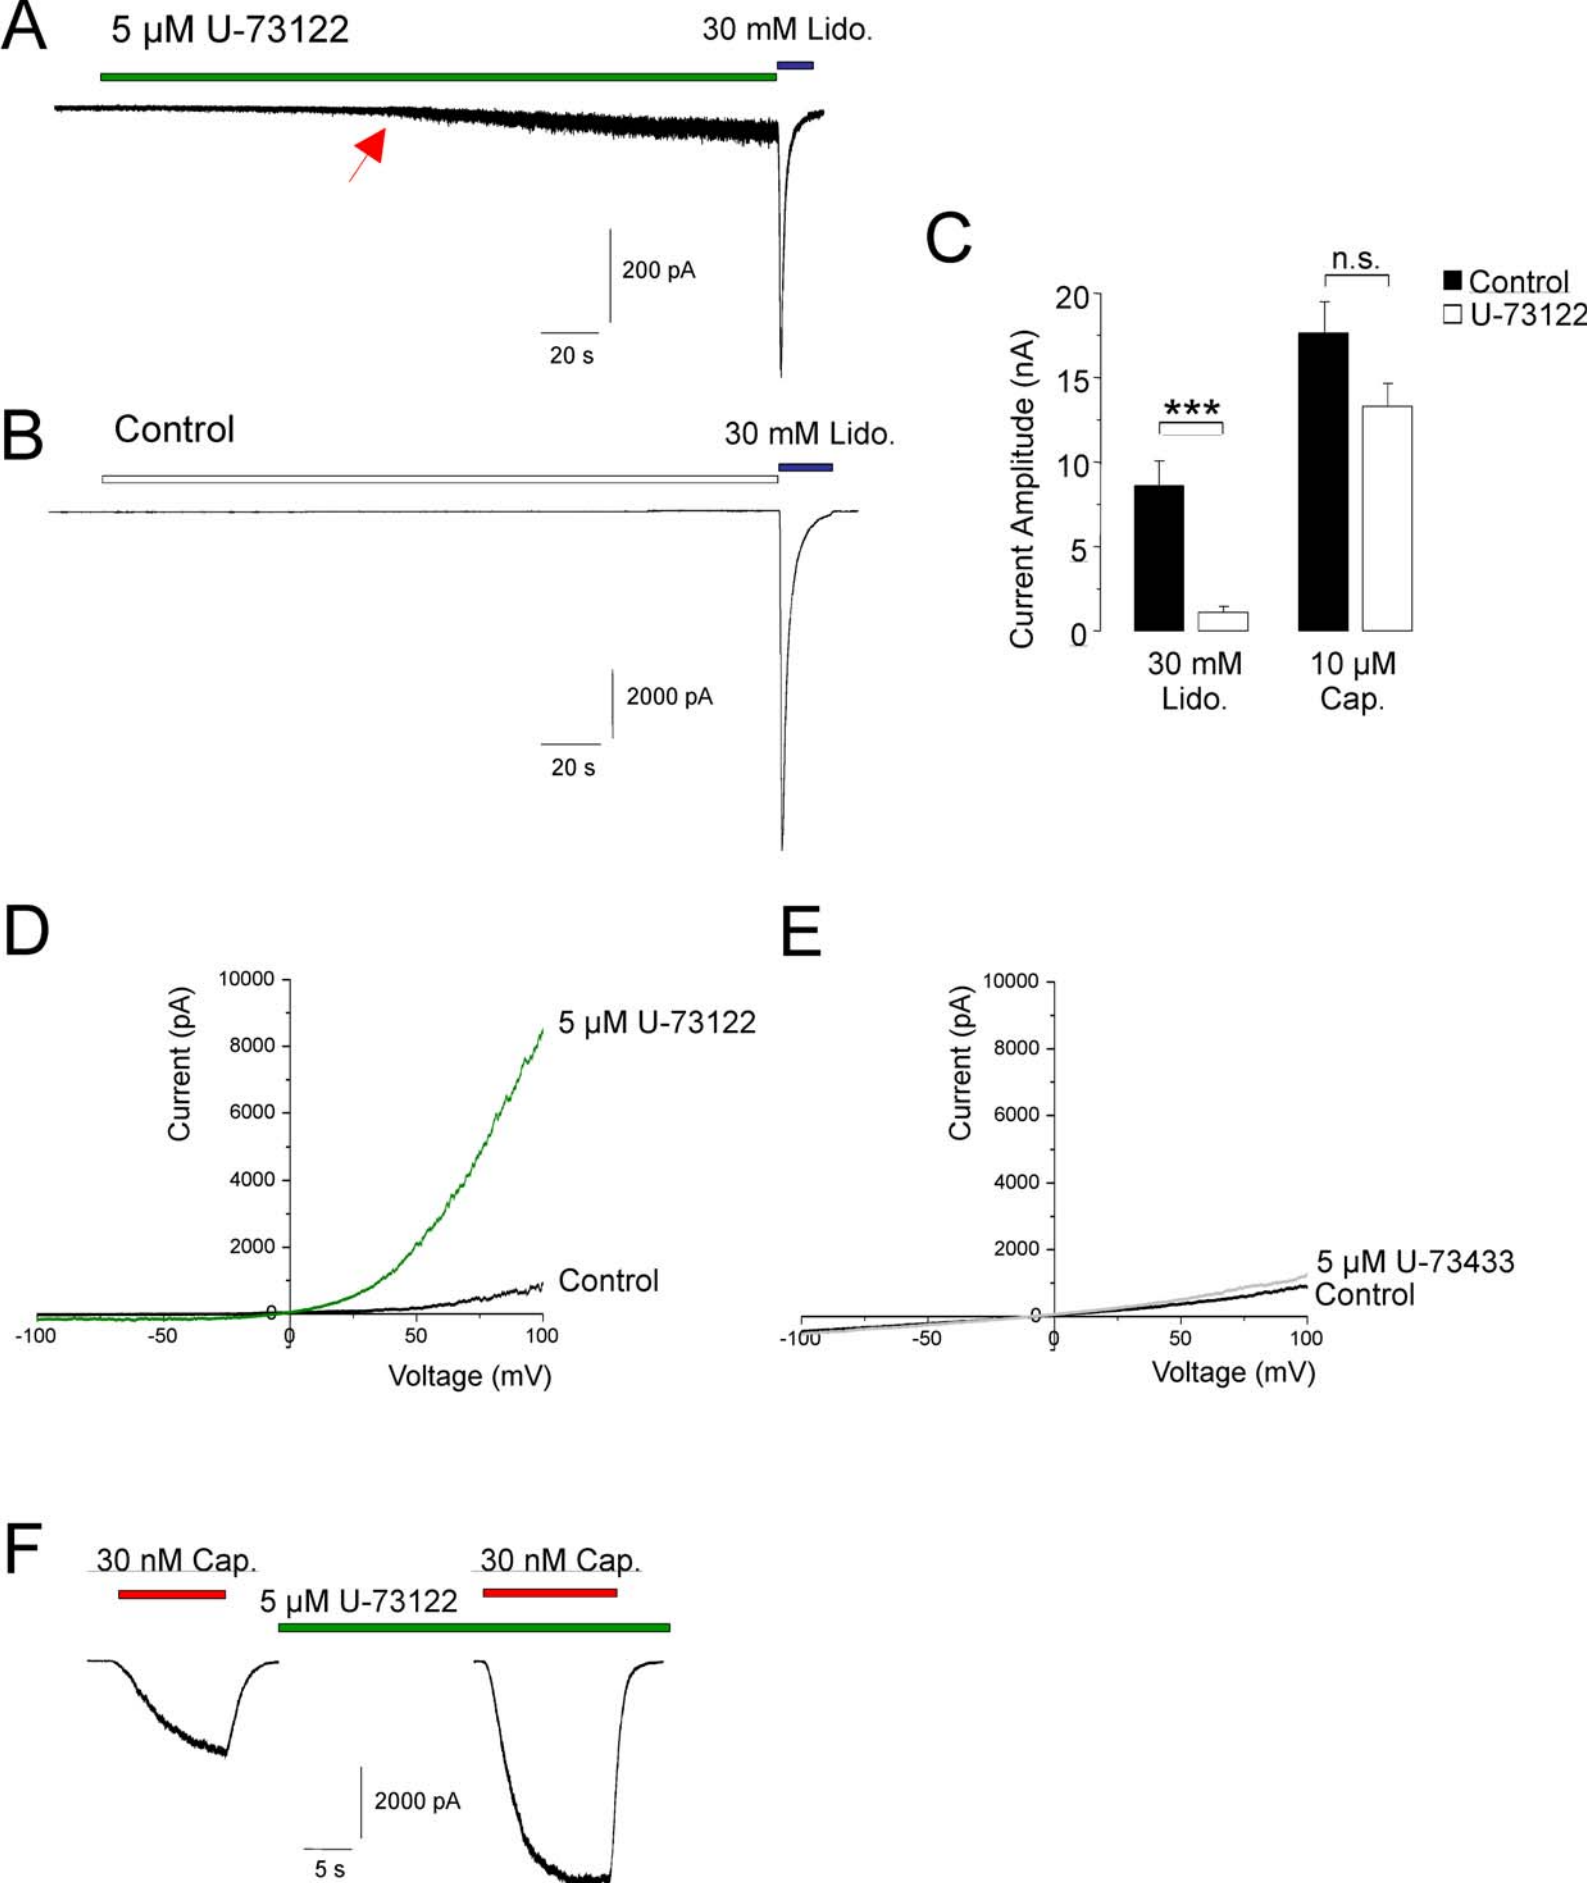 A
5 µM U-73122
30 mM Lido.
200 pA
20 s
B
Control
30 mM Lido.
2000 pA
20 s
C
n.s.
Control
U-73122
***
20
15
10
5
0
Current Amplitude (nA)
30 mM
Lido.
10 µM
Cap.
D
10000
8000
6000
4000
2000
0
Current (pA)
5 µM U-73122
Control
-100
-50
0
50
100
Voltage (mV)
E
10000
8000
6000
4000
2000
0
Current (pA)
5 µM U-73433
Control
-100
-50
0
50
100
Voltage (mV)
F
30 nM Cap.
30 nM Cap.
5 µM U-73122
2000 pA
5 s